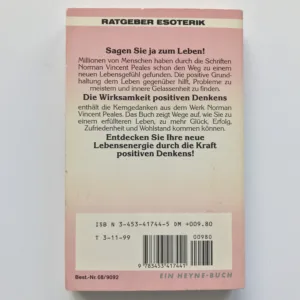 RATGEBER ESOTERIK
Sagen Sie ja zum Leben!
Millionen von Menschen haben durch die Schriften
Norman Vincent Peales schon den Weg zu einem
neuen Lebensgefühl gefunden. Die positive Grund-
haltung dem Leben gegenüber hilft, Probleme zu
meistern und innere Gelassenheit zu finden.
Die Wirksamkeit positiven Denkens
enthält die Kerngedanken aus dem Werk Norman
Vincent Peales. Das Buch zeigt Wege auf, wie Sie zu
einem erfüllteren Leben, zu mehr Glück, Erfolg,
Zufriedenheit und Wohlstand kommen können.
Entdecken Sie Ihre neue
Lebensenergie durch die Kraft
positiven Denkens!
ISBN 3-453-41744-5 DM +009.80
T 3-11-99 00980
9 783453 417441
Best.-Nr. 08/9092
EIN HEYNE-BUCH